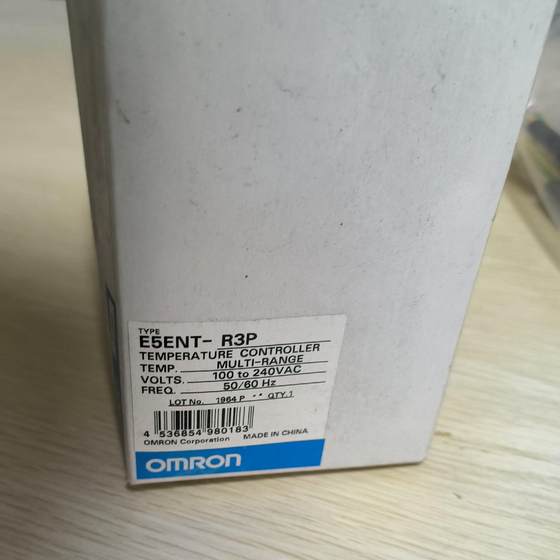 TYPE
E5ENT- R3P
TEMPERATURE CONTROLLER
TEMP. MULTI-RANGE
VOLTS. 100 to 240VAC
FREQ. 50/60 Hz
LOT No. 1964 P ** QTY.1
4 536854 980183
OMRON Corporation MADE IN CHINA
OMRON